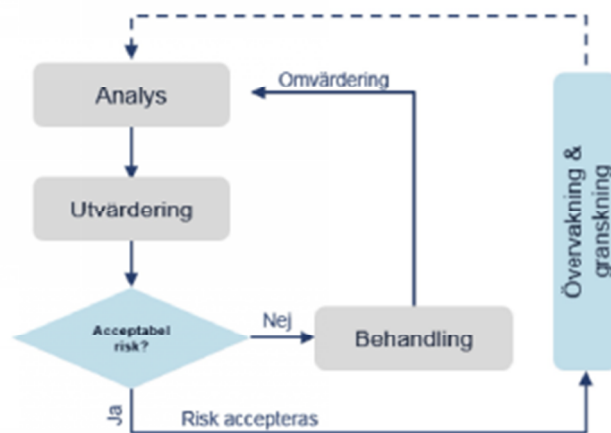 Analys
Omvärdering
Utvärdering
Acceptabel
risk?
Nej
Behandling
Ja
Risk accepteras
Övervakning &
granskning